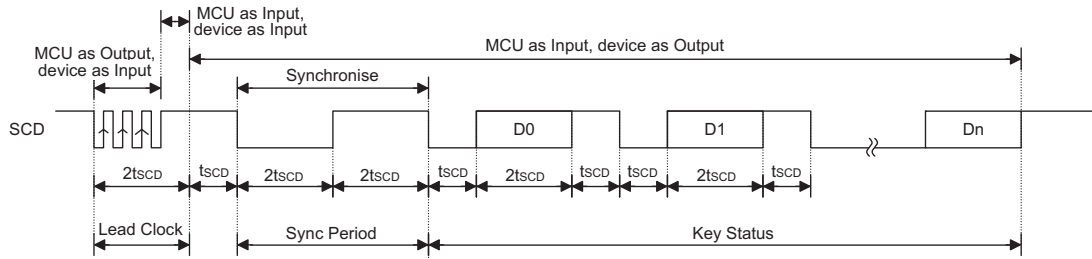 MCU as Input,
device as Input
MCU as Output,
device as Input
MCU as Input, device as Output
Synchronise
SCD
D0
D1
Dn
2tSCD tSCD 2tSCD 2tSCD tSCD 2tSCD tSCD tSCD 2tSCD tSCD
Lead Clock Sync Period Key Status